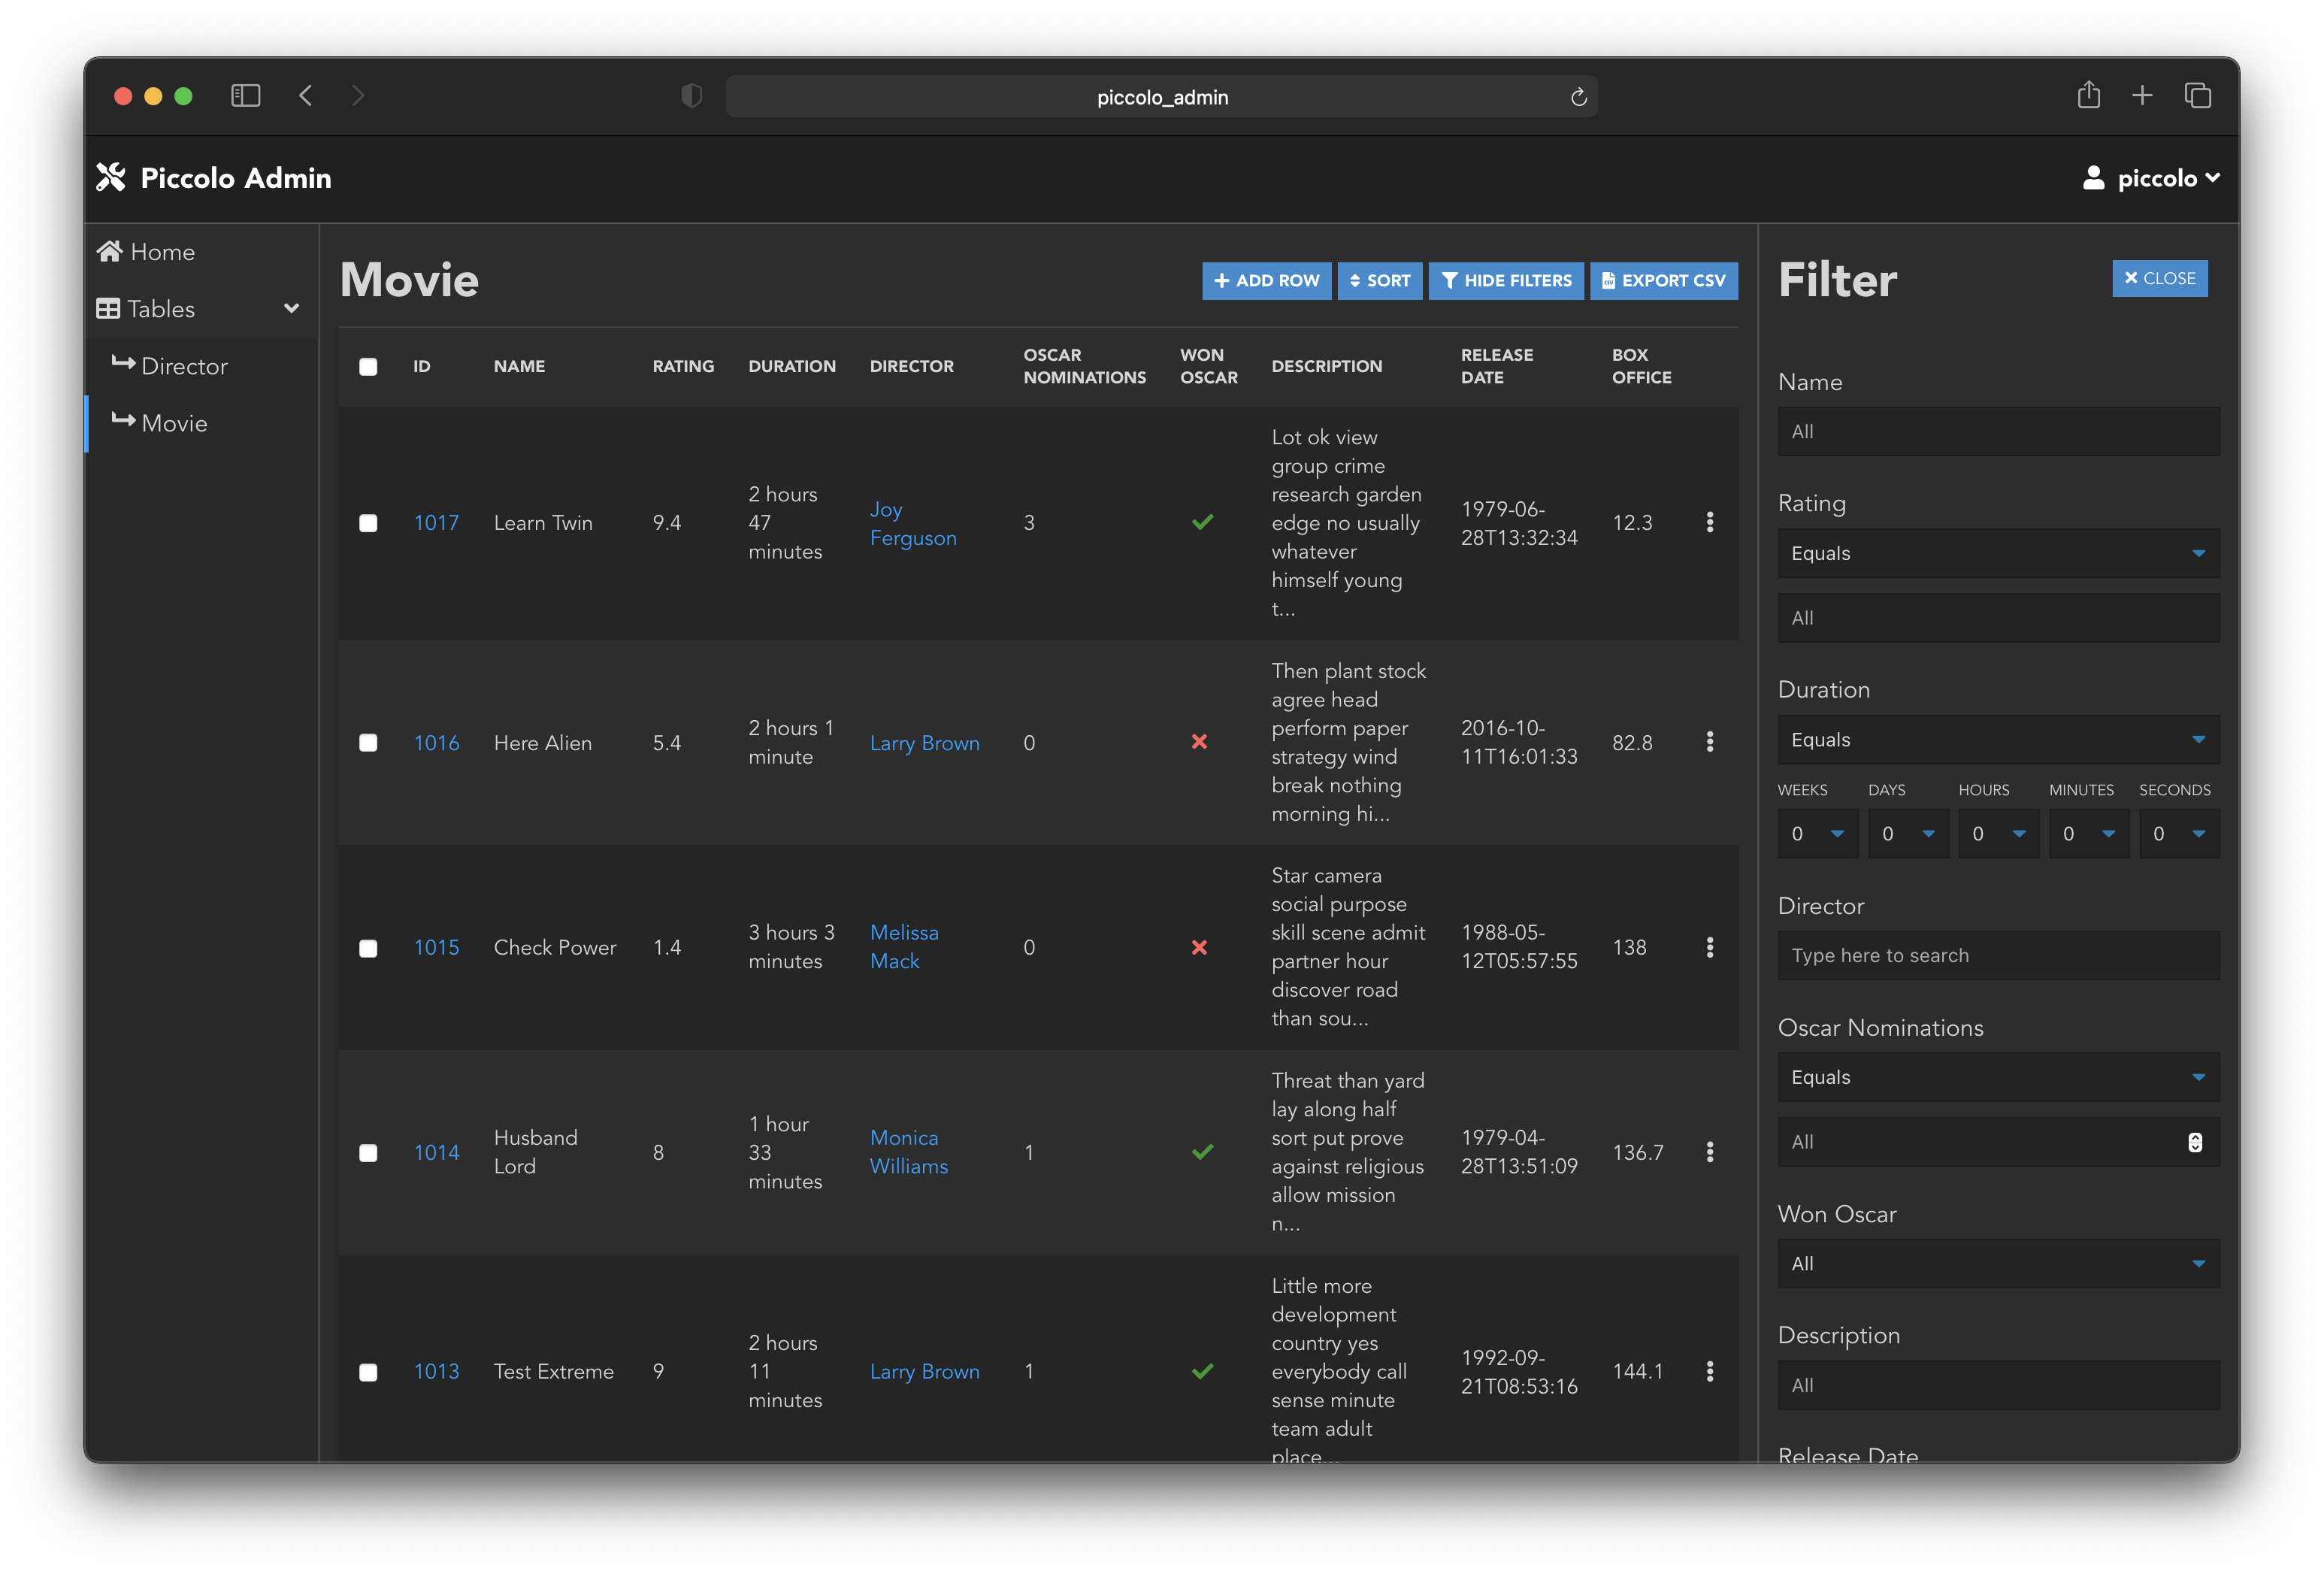 piccolo_admin
Piccolo Admin
piccolo
Home
Tables
Director
Movie
Movie
ADD ROW
SORT
HIDE FILTERS
EXPORT CSV
ID
NAME
RATING
DURATION
DIRECTOR
OSCAR
NOMINATIONS
WON
OSCAR
DESCRIPTION
RELEASE
DATE
BOX
OFFICE
1017
Learn Twin
9.4
2 hours
47
minutes
Joy
Ferguson
3
Lot ok view
group crime
research garden
edge no usually
whatever
himself young
t...
1979-06-
28T13:32:34
12.3
1016
Here Alien
5.4
2 hours 1
minute
Larry Brown
0
Then plant stock
agree head
perform paper
strategy wind
break nothing
morning hi...
2016-10-
11T16:01:33
82.8
1015
Check Power
1.4
3 hours 3
minutes
Melissa
Mack
0
Star camera
social purpose
skill scene admit
partner hour
discover road
than sou...
1988-05-
12T05:57:55
138
1014
Husband
Lord
8
1 hour
33
minutes
Monica
Williams
1
Threat than yard
lay along half
sort put prove
against religious
allow mission
n...
1979-04-
28T13:51:09
136.7
1013
Test Extreme
9
2 hours
11
minutes
Larry Brown
1
Little more
development
country yes
everybody call
sense minute
team adult
place...
1992-09-
21T08:53:16
144.1
Filter
CLOSE
Name
All
Rating
Equals
All
Duration
Equals
WEEKS DAYS HOURS MINUTES SECONDS
0 0 0 0 0
Director
Type here to search
Oscar Nominations
Equals
All
Won Oscar
All
Description
All
Release Date